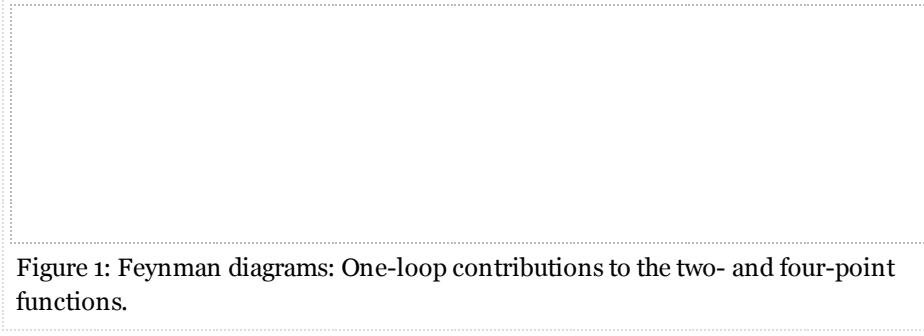 Figure 1: Feynman diagrams: One-loop contributions to the two- and four-point
functions.